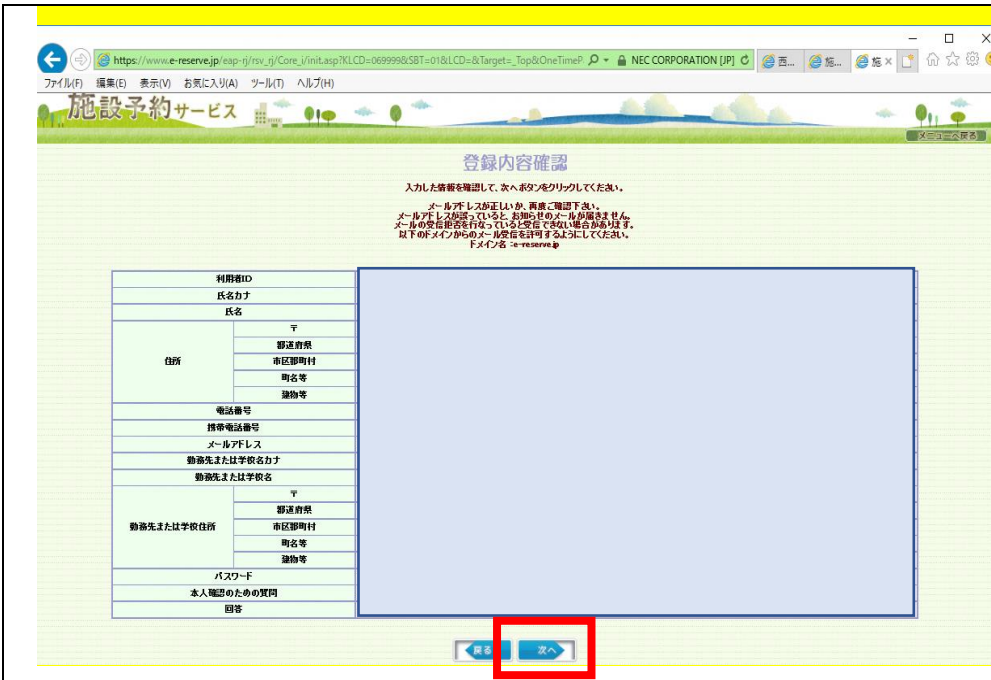 https://www.e-reserve.jp/eap-rj/rsv_rj/Core_i/init.asp?KLCD=069999&SBT=01&LCD=&Target=_Top&OneTimeP
NEC CORPORATION [JP]
西...
施...
施
ファイル(F) 編集(E) 表示(V) お気に入り(A) ツール(T) ヘルプ(H)
施設予約サービス
メニューへ戻る
登録内容確認
入力した情報を確認して、次へボタンをクリックしてください。
メールアドレスが正しいか、再度ご確認下さい。
メールアドレスが誤っていると、お知らせのメールが届きません。
メールの受信拒否を行なっていると受信できない場合があります。
以下のドメインからのメール受信を許可するようにしてください。
ドメイン名 :e-reserve.jp
利用者ID
氏名カナ
氏名
住所
〒
都道府県
市区郡町村
町名等
建物等
電話番号
携帯電話番号
メールアドレス
勤務先または学校名カナ
勤務先または学校名
勤務先または学校住所
〒
都道府県
市区郡町村
町名等
建物等
パスワード
本人確認のための質問
回答
戻る
次へ